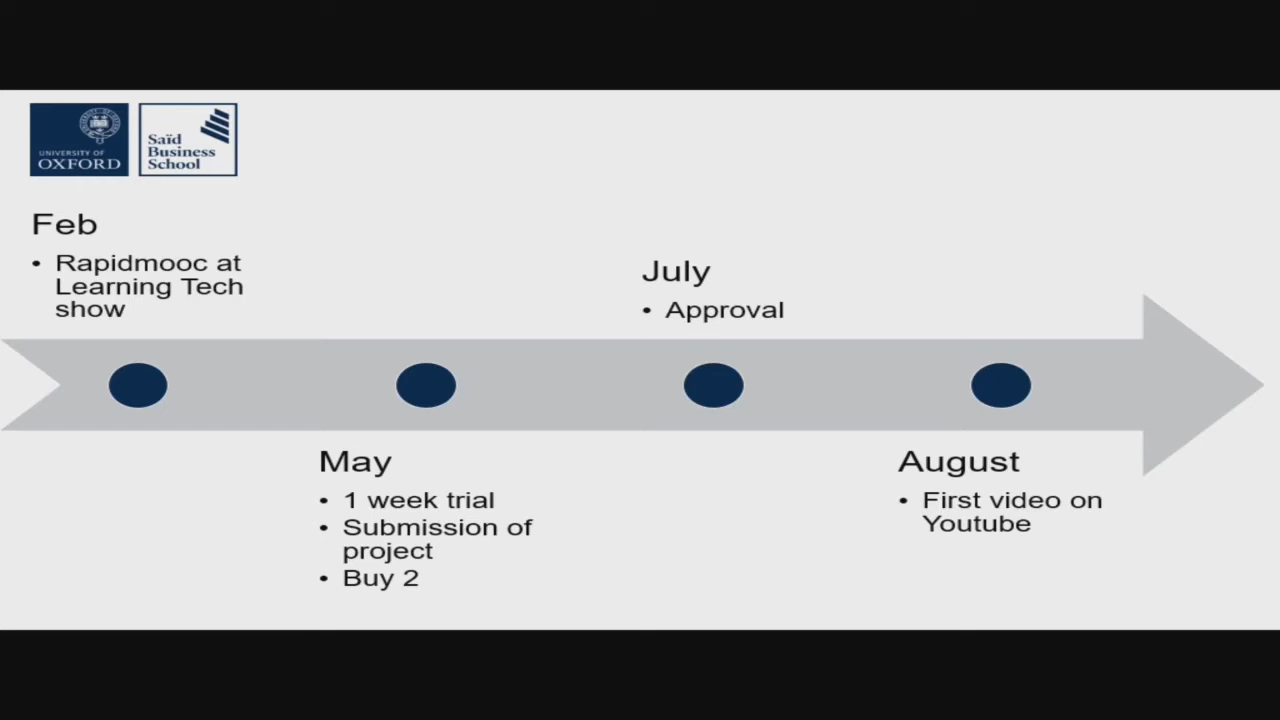 UNIVERSITY OF
OXFORD
Saïd
Business
School
Feb
• Rapidmooc at
Learning Tech
show
July
• Approval
May
• 1 week trial
• Submission of
project
• Buy 2
August
• First video on
Youtube